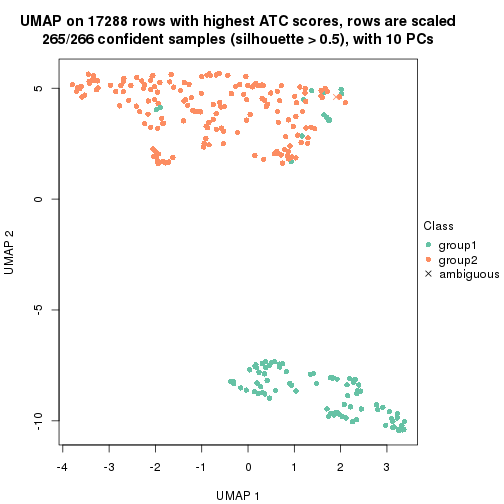 UMAP on 17288 rows with highest ATC scores, rows are scaled
265/266 confident samples (silhouette > 0.5), with 10 PCs
5
0
-5
-10
UMAP 2
-4
-3
-2
-1
0
1
2
3
UMAP 1
Class
group1
group2
ambiguous